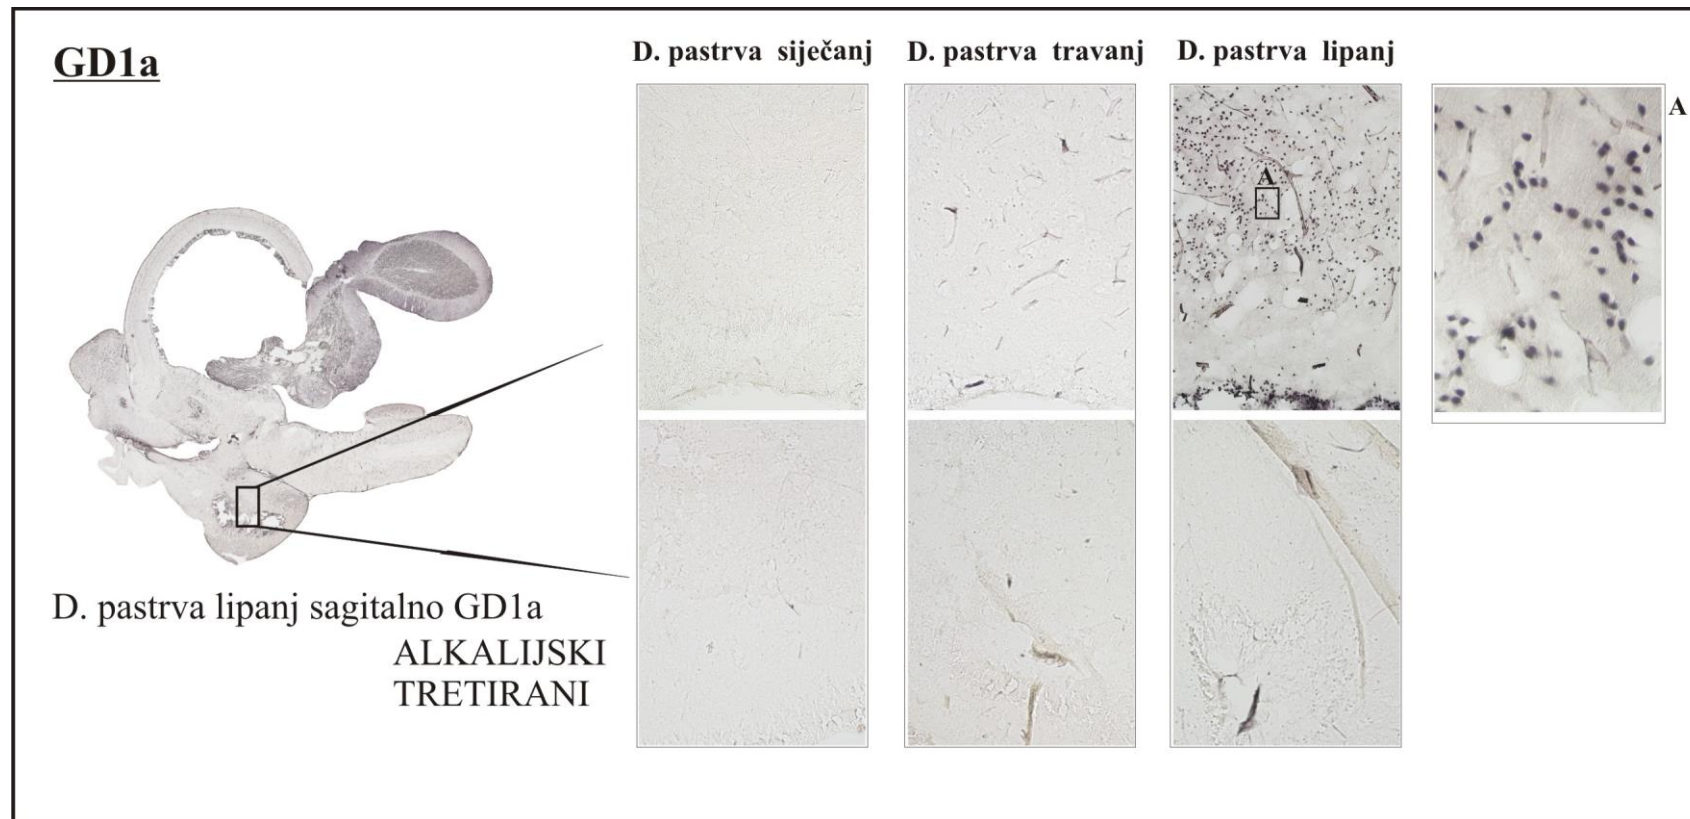 GD1a
D. pastrva siječanj
D. pastrva travanj
D. pastrva lipanj
A
A
D. pastrva lipanj sagitalno GD1a
ALKALIJSKI
TRETIRANI